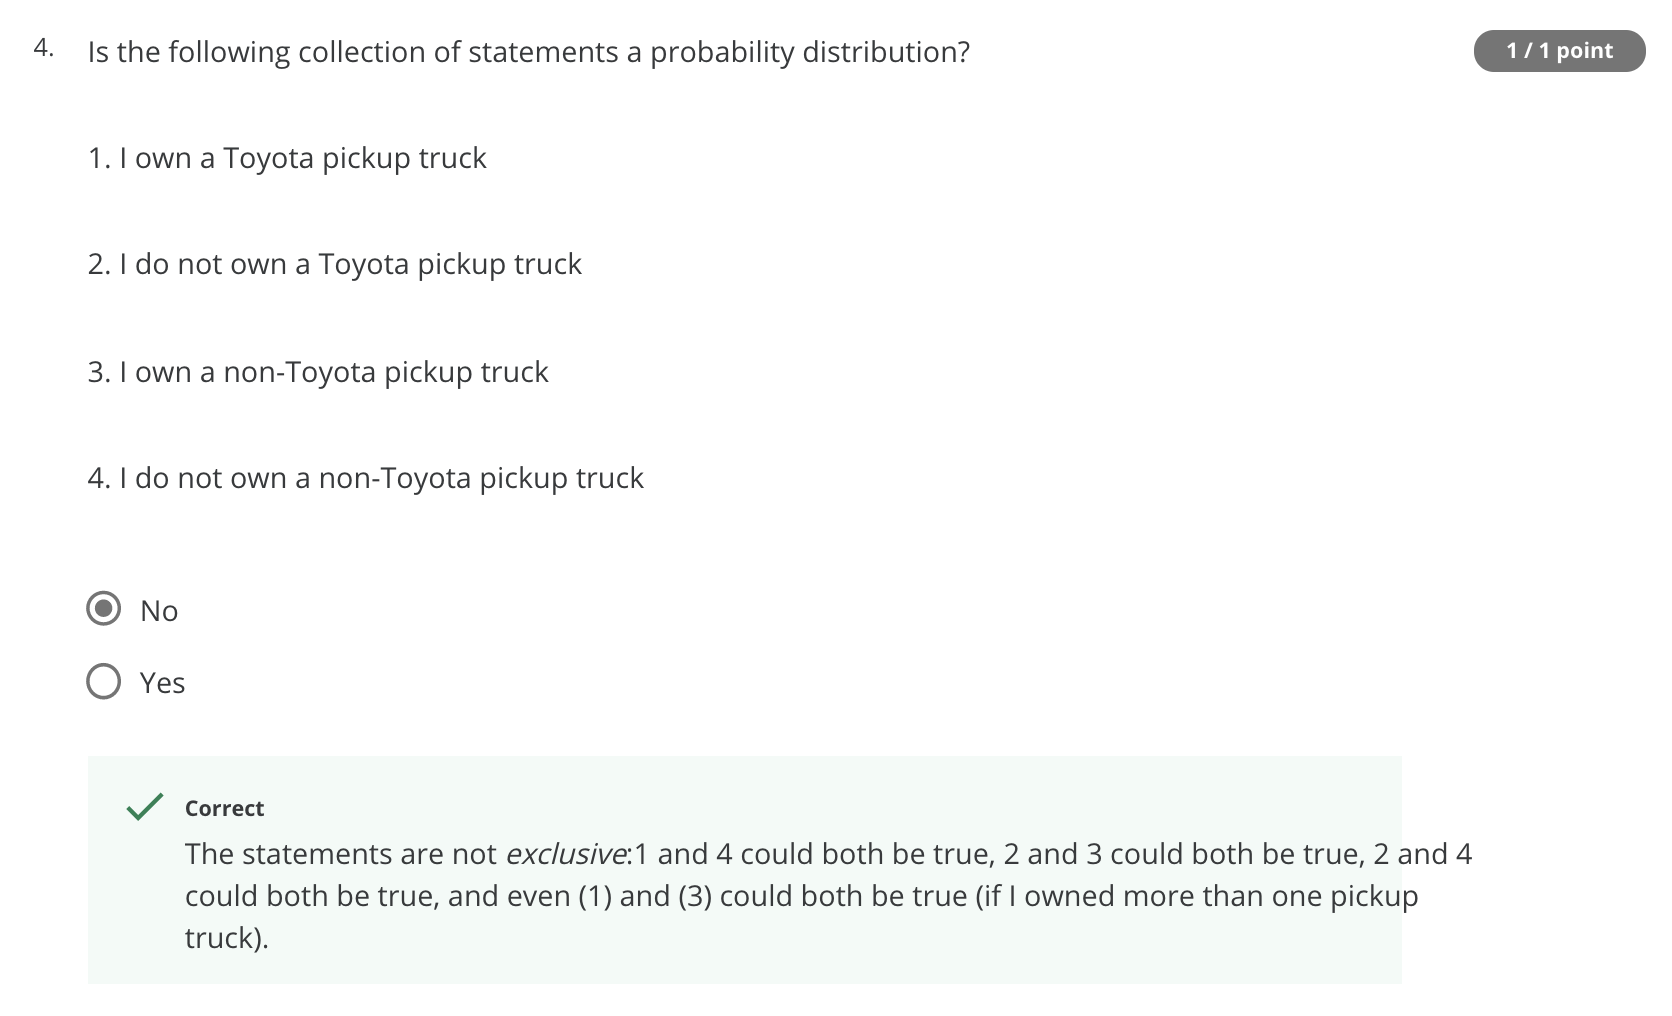 4. Is the following collection of statements a probability distribution?
1 / 1 point
1. I own a Toyota pickup truck
2. I do not own a Toyota pickup truck
3. I own a non-Toyota pickup truck
4. I do not own a non-Toyota pickup truck
No
Yes
Correct
The statements are not exclusive:1 and 4 could both be true, 2 and 3 could both be true, 2 and 4
could both be true, and even (1) and (3) could both be true (if I owned more than one pickup
truck).